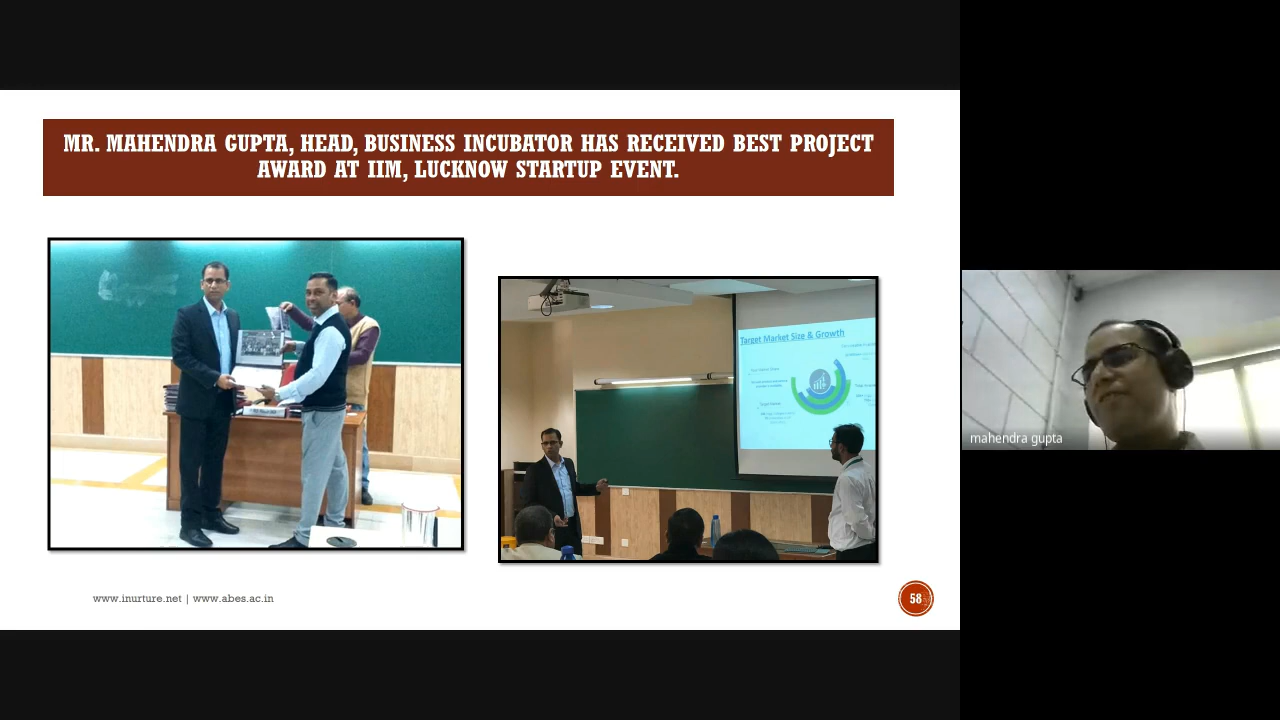 MR. MAHENDRA GUPTA, HEAD, BUSINESS INCUBATOR HAS RECEIVED BEST PROJECT
AWARD AT IIM, LUCKNOW STARTUP EVENT.
Target Market Size & Growth
mahendra gupta
www.inurture.net | www.abes.ac.in
58